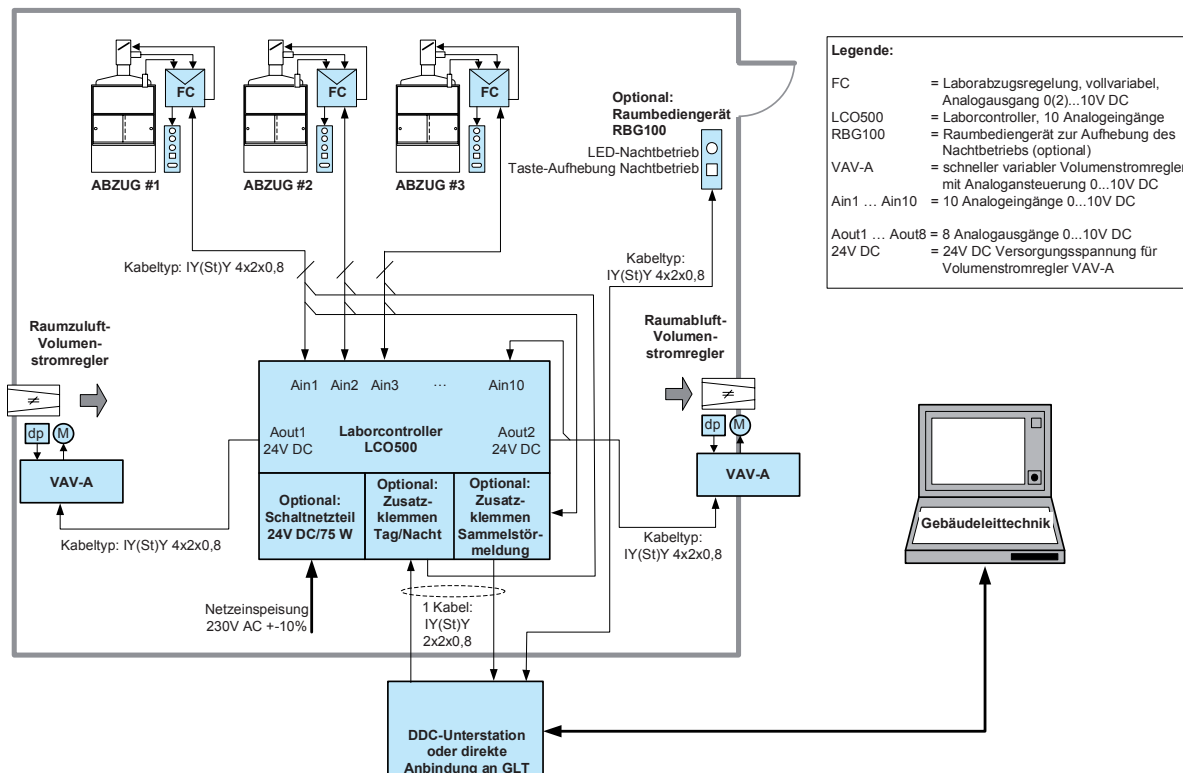 FC
FC
FC
ABZUG #1
ABZUG #2
ABZUG #3
Optional:
Raumbediengerät
RBG100
LED-Nachtbetrieb
Taste-Aufhebung Nachtbetrieb
Legende:
FC = Laborabzugsregelung, vollvariabel,
Analogausgang 0(2)...10V DC
LCO500 = Laborcontroller, 10 Analogeingänge
RBG100 = Raumbediengerät zur Aufhebung des
Nachtbetriebs (optional)
VAV-A = schneller variabler Volumenstromregler
mit Analogansteuerung 0...10V DC
Ain1 ... Ain10 = 10 Analogeingänge 0...10V DC
Aout1 ... Aout8 = 8 Analogausgänge 0...10V DC
24V DC = 24V DC Versorgungsspannung für
Volumenstromregler VAV-A
Kabeltyp: IY(St)Y 4x2x0,8
Kabeltyp:
IY(St)Y 4x2x0,8
Raumzuluft-
Volumen-
stromregler
Raumabluft-
Volumen-
stromregler
Ain1 Ain2 Ain3 ... Ain10
Aout1
24V DC
Laborcontroller
LCO500
Aout2
24V DC
dp M
VAV-A
dp M
VAV-A
Optional:
Schaltnetzteil
24V DC/75 W
Optional:
Zusatz-
klemmen
Tag/Nacht
Optional:
Zusatz-
klemmen
Sammelstör-
meldung
Kabeltyp: IY(St)Y 4x2x0,8
Kabeltyp:
IY(St)Y 4x2x0,8
Gebäudeleittechnik
Netzeinspeisung
230V AC +-10%
1 Kabel:
IY(St)Y
2x2x0,8
DDC-Unterstation
oder direkte
Anbindung an GLT